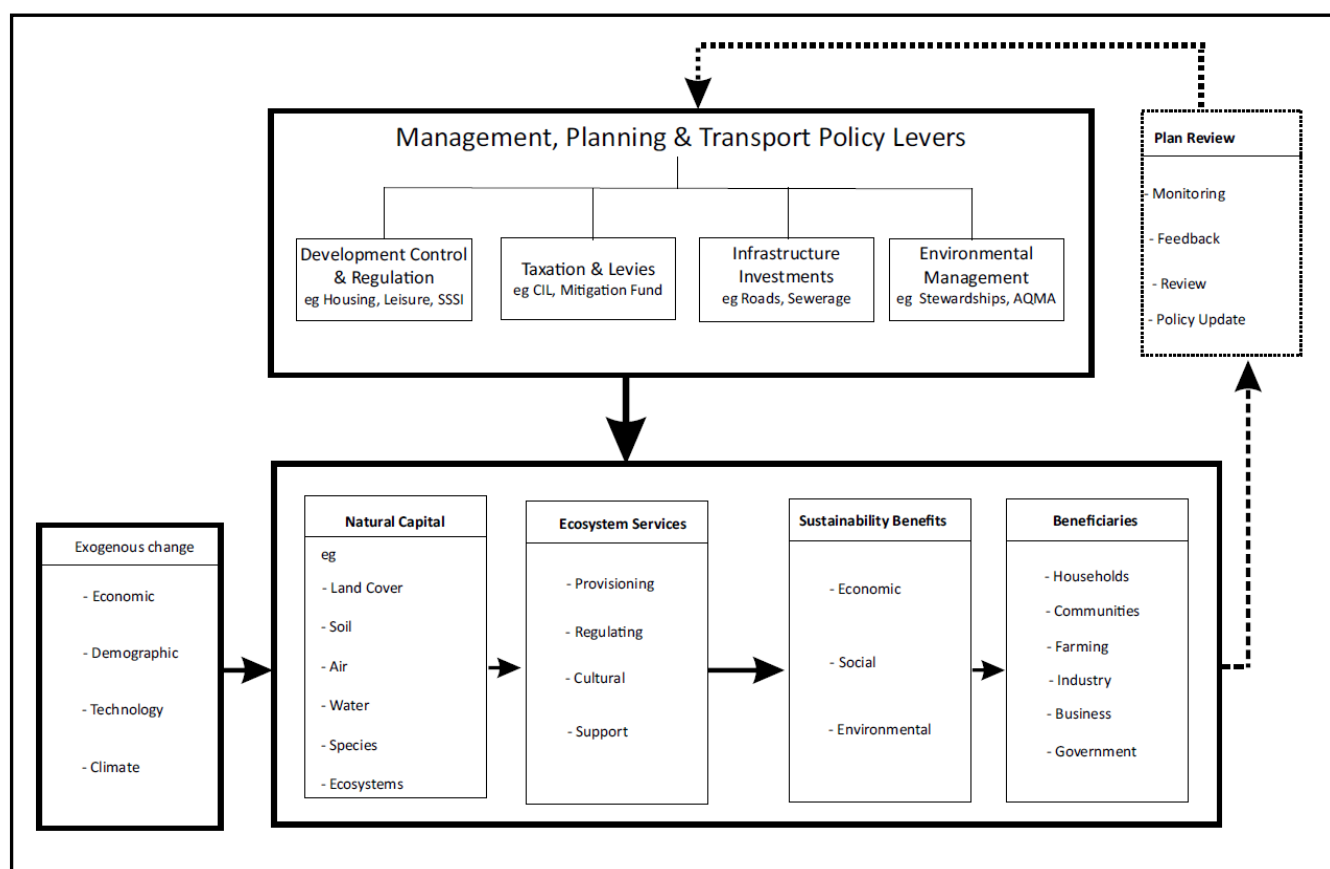 Management, Planning & Transport Policy Levers
Development Control
& Regulation
eg Housing, Leisure, SSSI
Taxation & Levies
eg CIL, Mitigation Fund
Infrastructure
Investments
eg Roads, Sewerage
Environmental
Management
eg Stewardships, AQMA
Plan Review
- Monitoring
- Feedback
- Review
- Policy Update
Exogenous change
- Economic
- Demographic
- Technology
- Climate
Natural Capital
eg
- Land Cover
- Soil
- Air
- Water
- Species
- Ecosystems
Ecosystem Services
- Provisioning
- Regulating
- Cultural
- Support
Sustainability Benefits
- Economic
- Social
- Environmental
Beneficiaries
- Households
- Communities
- Farming
- Industry
- Business
- Government